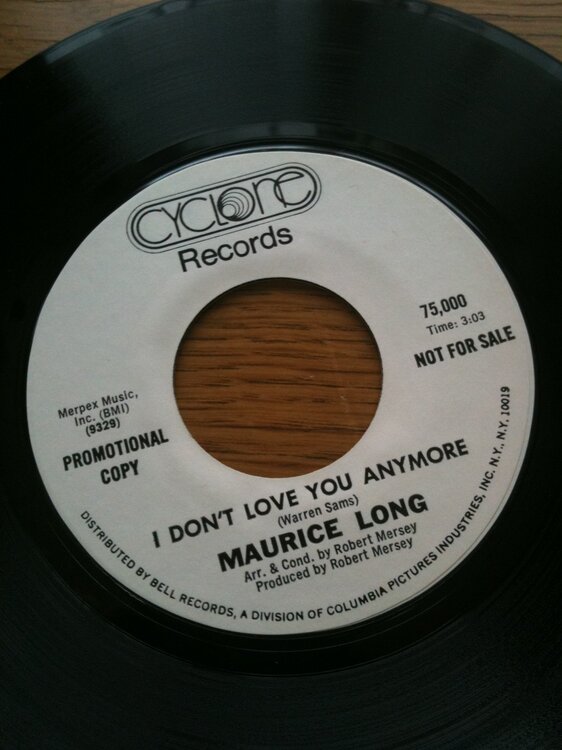 CYCLONE
Records
75,000
Time: 3:03
NOT FOR SALE
Merpex Music,
Inc. (BMI)
(9329)
PROMOTIONAL
COPY
I DON'T LOVE YOU ANYMORE
(Warren Sams)
MAURICE LONG
Arr. & Cond. by Robert Mersey
Produced by Robert Mersey
DISTRIBUTED BY BELL RECORDS, A DIVISION OF COLUMBIA PICTURES INDUSTRIES, INC. N.Y., N.Y. 10019